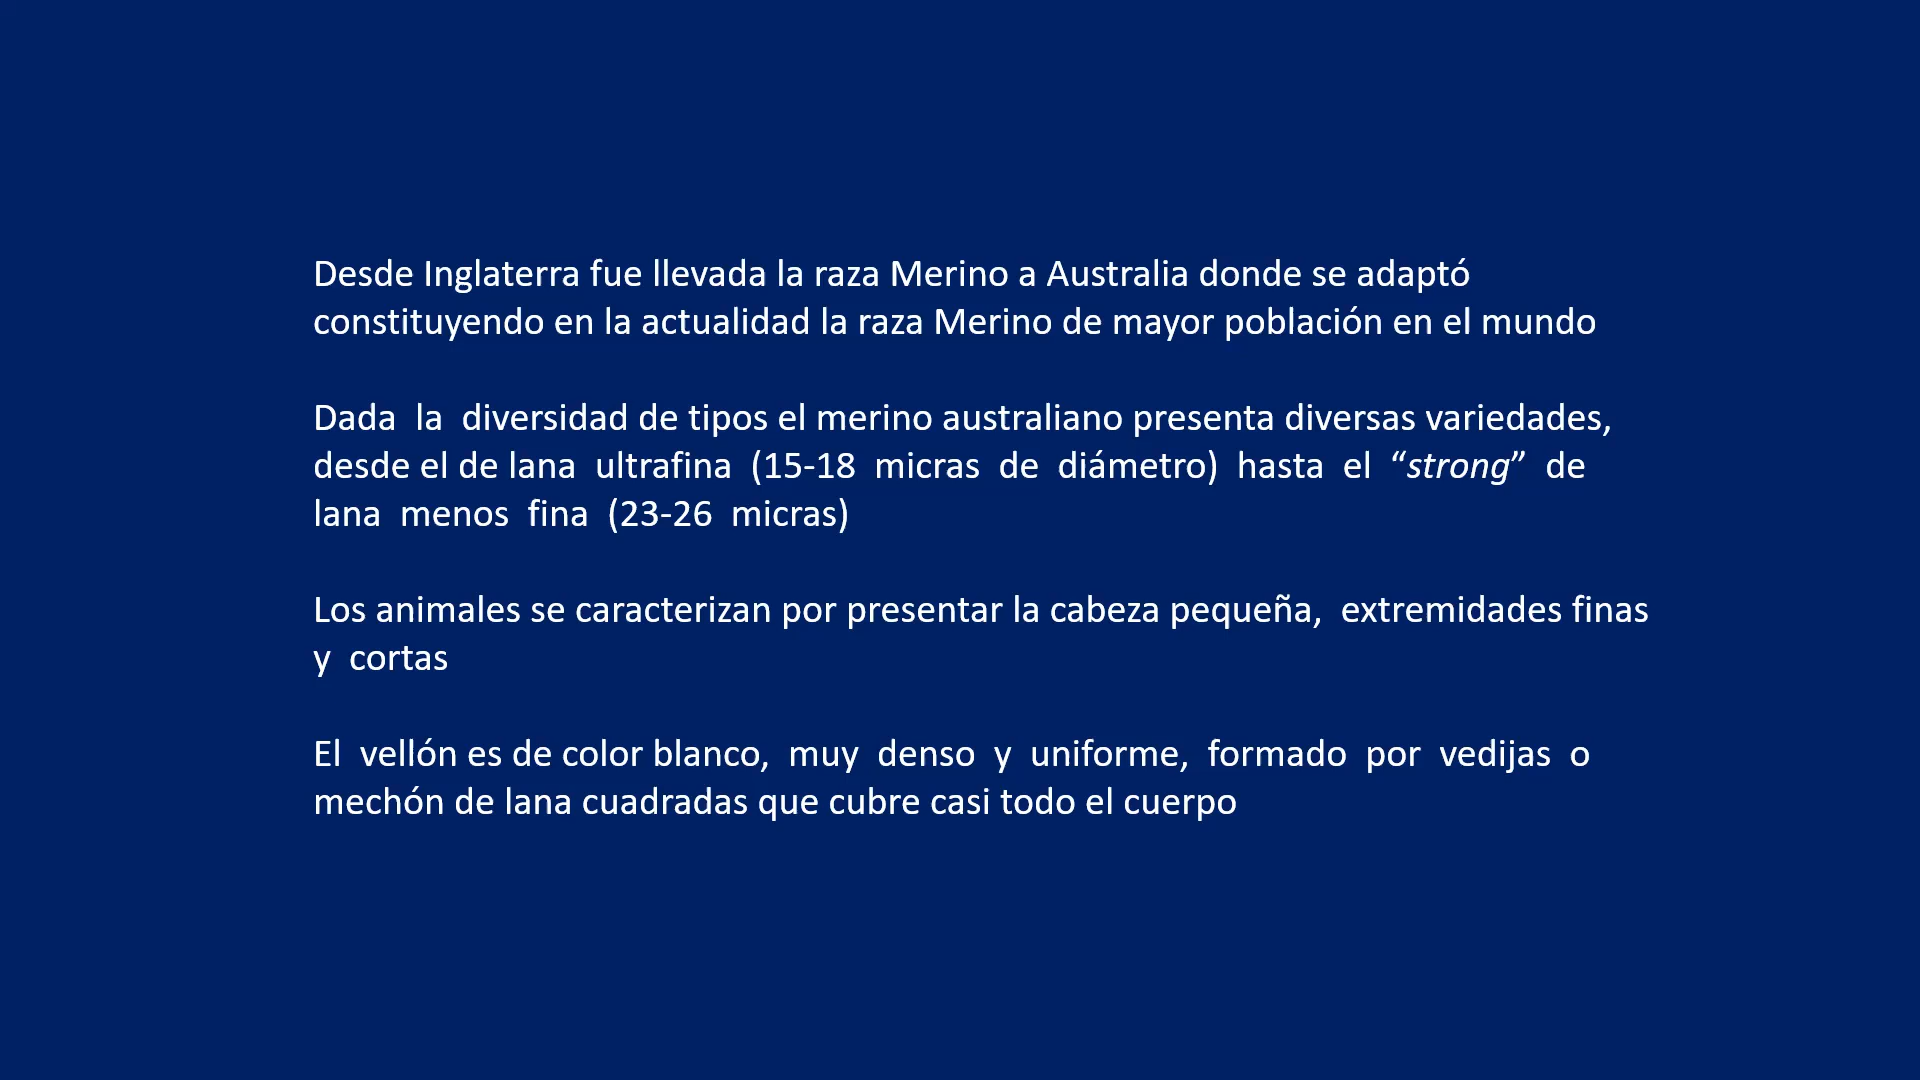 Desde Inglaterra fue llevada la raza Merino a Australia donde se adaptó
constituyendo en la actualidad la raza Merino de mayor población en el mundo
Dada la diversidad de tipos el merino australiano presenta diversas variedades,
desde el de lana ultrafina (15-18 micras de diámetro) hasta el “strong” de
lana menos fina (23-26 micras)
Los animales se caracterizan por presentar la cabeza pequeña, extremidades finas
y cortas
El vellón es de color blanco, muy denso y uniforme, formado por vedijas o
mechón de lana cuadradas que cubre casi todo el cuerpo